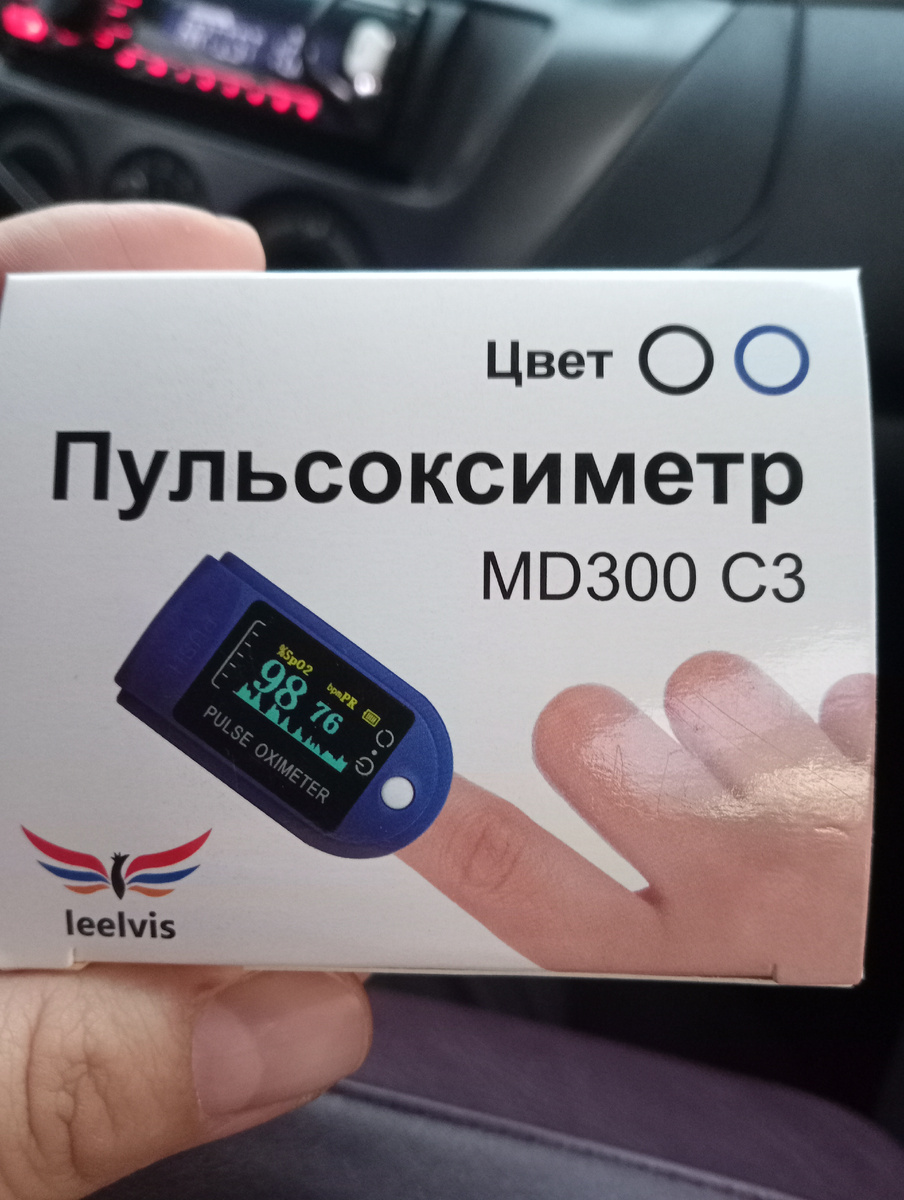 Цвет
Пульсоксиметр
MD300 C3
%SpO2
98
bpmPR
76
PULSE OXIMETER
leelvis